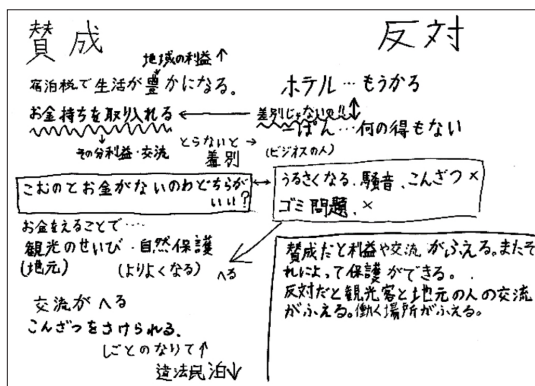 賛成
地域の利益↑
宿泊税で生活が豊かになる。
お金持ちを取り入れる
↓その分利益・交流
とらないと→
差別
こむのとお金がないのわどちらが
いい?
お金をえることで‥‥
観光のせいび・自然保護
(地元)
(よりよくなる)
へる
交流がへる
こんざつをさけられる、
しごとのなりて↑
違法民泊↓
反対
ホテル…もうかる
差別じゃないの!!
一ぱん…何の得もない
(ビジオスの人)
うるさくなる、騒音、こんざつ×
ゴミ問題、×
賛成だと利益や交流がふえる。またそ
れによって保護ができる。
反対だと観光客と地元の人の交流
がふえる。働く場所がふえる。